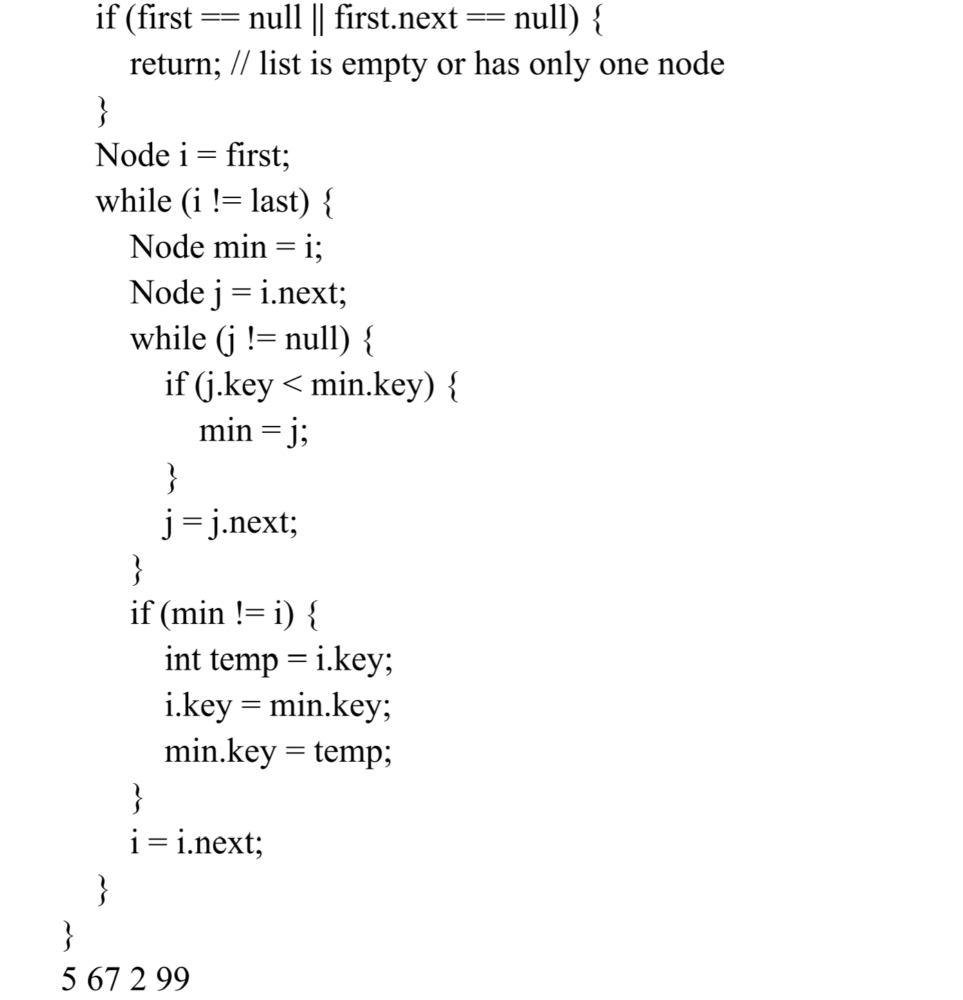 if (first == null || first.next == null) {
return; // list is empty or has only one node
}
Node i = first;
while (i != last) {
Node min = i;
Node j = i.next;
while (j != null) {
if (j.key < min.key) {
min = j;
}
j = j.next;
}
if (min != i) {
int temp = i.key;
i.key = min.key;
min.key = temp;
}
i = i.next;
}
}
5 67 2 99